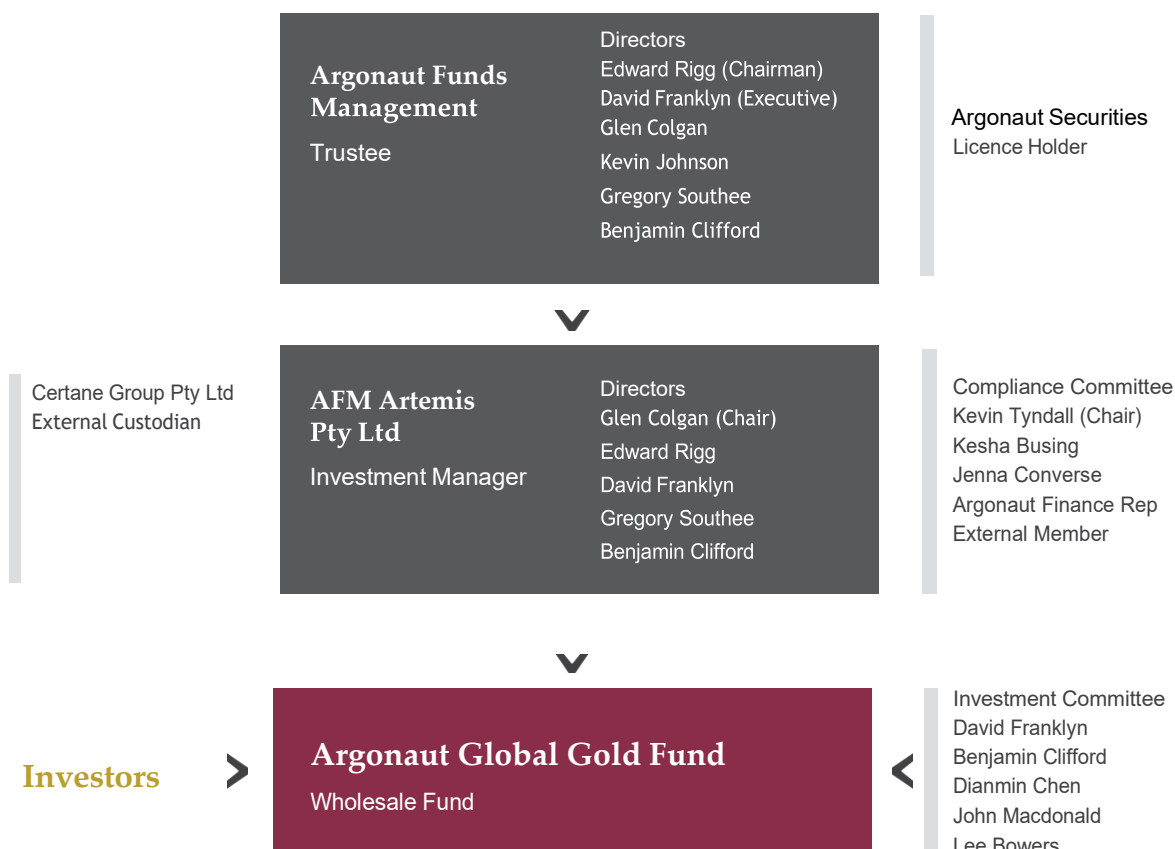 Argonaut Funds
Management
Trustee
Directors
Edward Rigg (Chairman)
David Franklyn (Executive)
Glen Colgan
Kevin Johnson
Gregory Southee
Benjamin Clifford
Argonaut Securities
Licence Holder
Certane Group Pty Ltd
External Custodian
AFM Artemis
Pty Ltd
Investment Manager
Directors
Glen Colgan (Chair)
Edward Rigg
David Franklyn
Gregory Southee
Benjamin Clifford
Compliance Committee
Kevin Tyndall (Chair)
Kesha Busing
Jenna Converse
Argonaut Finance Rep
External Member
Investors
Argonaut Global Gold Fund
Wholesale Fund
Investment Committee
David Franklyn
Benjamin Clifford
Dianmin Chen
John Macdonald
Lee Bowers